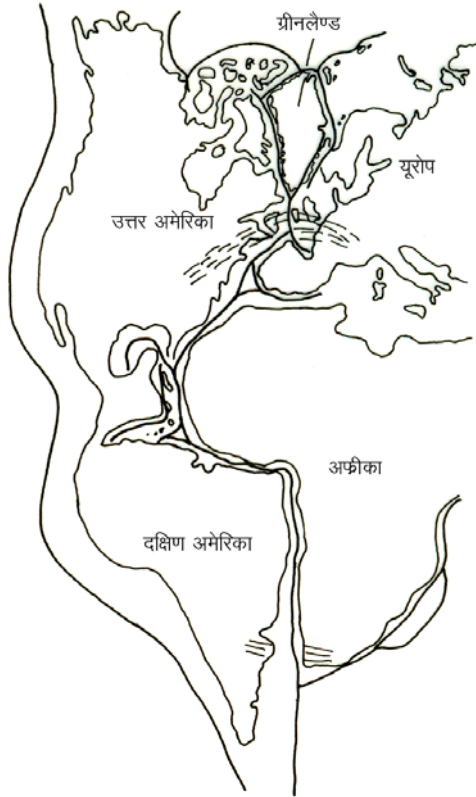 ग्रीनलैण्ड
यूरोप
उत्तर अमेरिका
अफ्रीका
दक्षिण अमेरिका